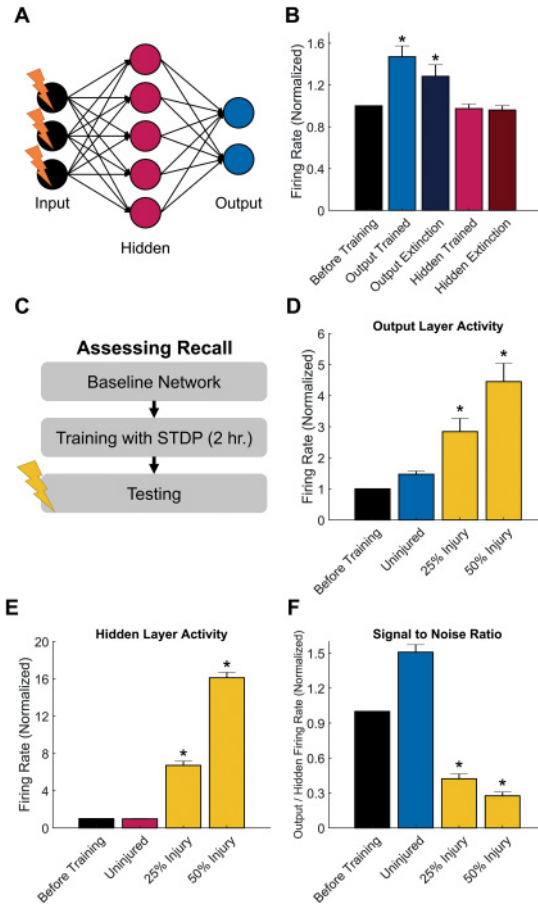 A
Input
Hidden
Output
B
Firing Rate (Normalized)
1.6
1.2
0.8
0.4
0
*
*
Before Training
Output Trained
Output Extinction
Hidden Trained
Hidden Extinction
C
Assessing Recall
Baseline Network
Training with STDP (2 hr.)
Testing
D
Output Layer Activity
Firing Rate (Normalized)
6
5
4
3
2
1
0
*
*
Before Training
Uninjured
25% Injury
50% Injury
E
Hidden Layer Activity
Firing Rate (Normalized)
20
16
12
8
4
0
*
*
Before Training
Uninjured
25% Injury
50% Injury
F
Signal to Noise Ratio
Output / Hidden Firing Rate (Normalized)
1.5
1.2
0.9
0.6
0.3
0
*
*
Before Training
Uninjured
25% Injury
50% Injury